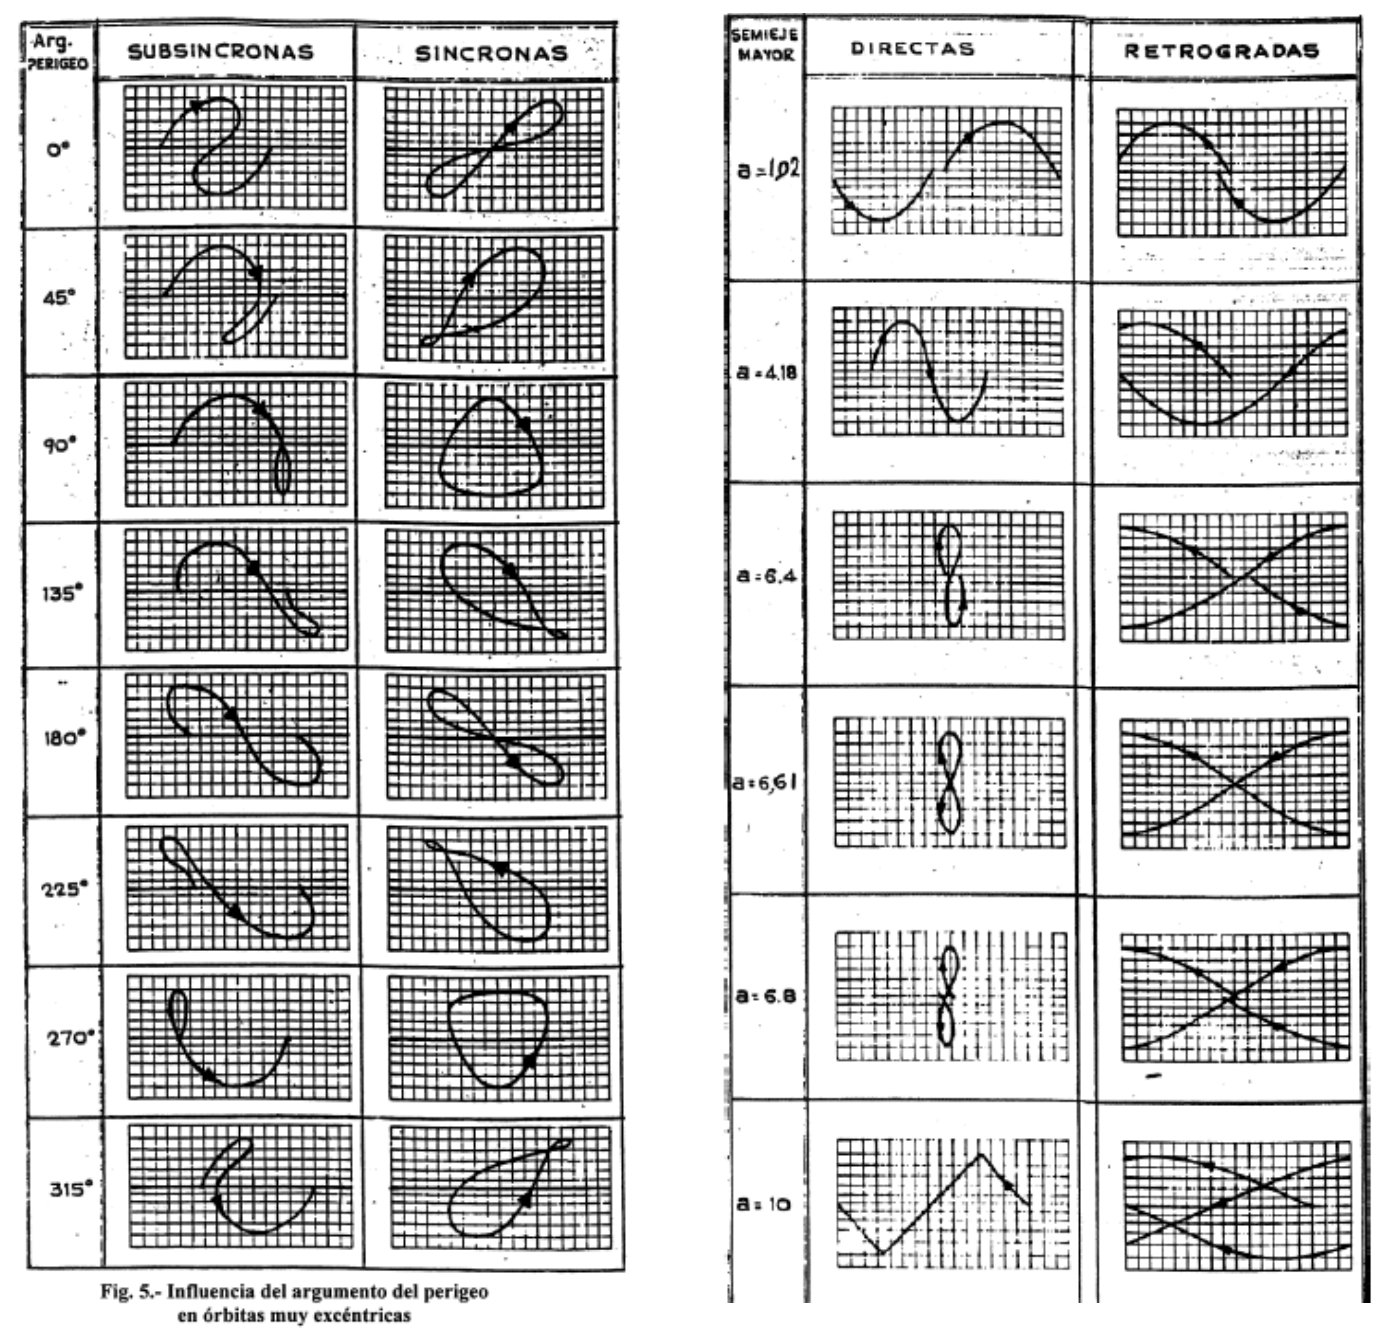 Arg.
PERIGEO
SUBSINCRONAS
SINCRONAS
0°
45°
90°
135°
180°
225°
270°
315°
Fig. 5.- Influencia del argumento del perigeo
en órbitas muy excéntricas
SEMIEJE
MAYOR
DIRECTAS
RETROGRADAS
a=1,02
a=4.18
a=6.4
a=6,61
a=6.8
a=10